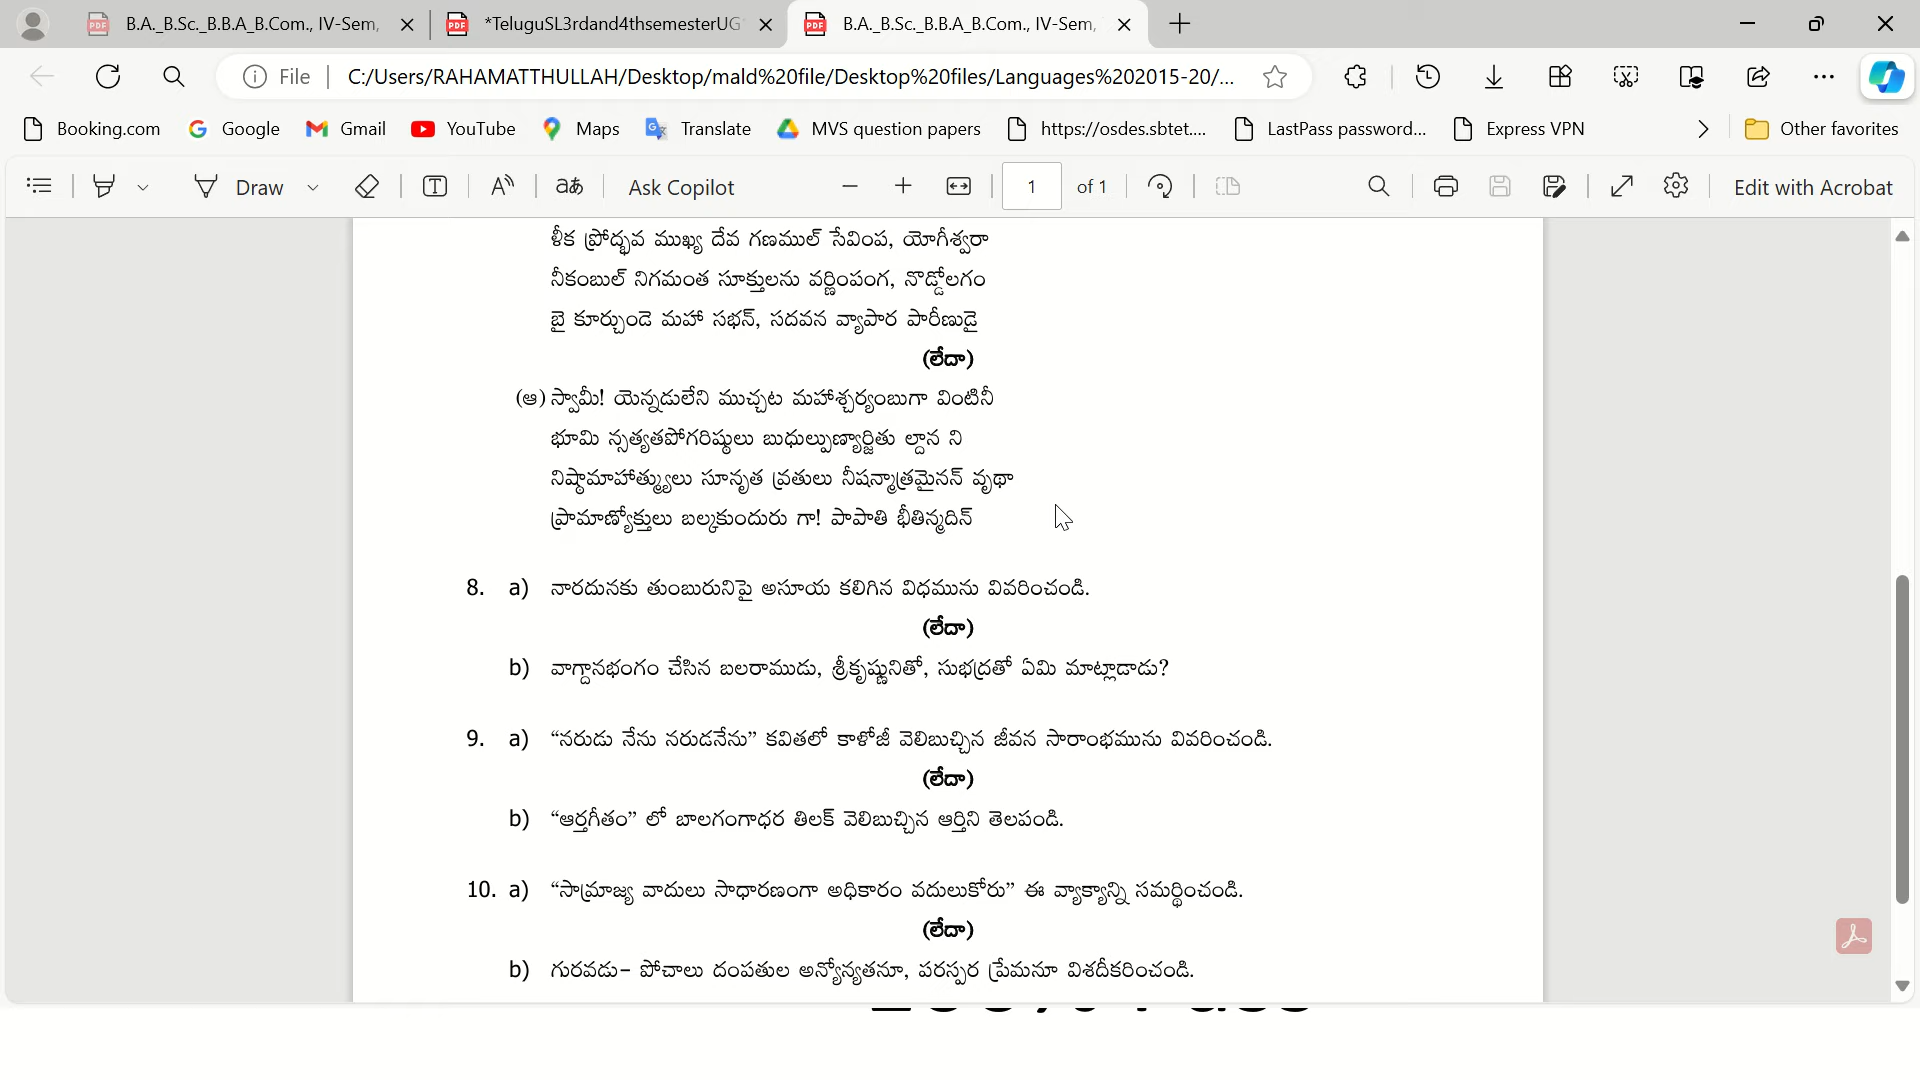 B.A._B.Sc._B.B.A_B.Com., IV-Sem,
*TeluguSL3rdand4thsemesterUG
B.A._B.Sc._B.B.A_B.Com., IV-Sem,
File
C:/Users/RAHAMATTHULLAH/Desktop/mald%20file/Desktop%20files/Languages%202015-20/...
Booking.com Google Gmail YouTube Maps Translate MVS question papers https://osdes.sbtet.... LastPass password... Express VPN Other favorites
Draw Ask Copilot 1 of 1 Edit with Acrobat
ళీక ప్రోద్భవ ముఖ్య దేవ గణముల్ సేవింప, యోగీశ్వరా
నీకంబుల్ నిగమంత సూక్తులను వర్ణింపంగ, నొడ్డోలగం
బై కూర్చుండె మహా సభన్, సదవన వ్యాపార పారీణుడై
(లేదా)
(ఆ) స్వామీ! యెన్నడులేని ముచ్చట మహాశ్చర్యంబుగా వింటినీ
భూమి న్సత్యతపోగరిష్ఠులు బుధుల్పుణ్యార్జితు ల్దాన ని
నిష్ఠామాహాత్మ్యులు సూనృత వ్రతులు నీషన్మాత్రమైనన్ వృథా
ప్రామాణ్యోక్తులు బల్కకుందురు గా! పాపాతి భీతిన్మదిన్
8. a) నారదునకు తుంబురునిపై అసూయ కలిగిన విధమును వివరించండి.
(లేదా)
b) వాగ్దానభంగం చేసిన బలరాముడు, శ్రీకృష్ణునితో, సుభద్రతో ఏమి మాట్లాడాడు?
9. a) “నరుడు నేను నరుడనేను” కవితలో కాళోజీ వెలిబుచ్చిన జీవన సారాంభమును వివరించండి.
(లేదా)
b) “ఆర్తగీతం” లో బాలగంగాధర తిలక్ వెలిబుచ్చిన ఆర్తిని తెలపండి.
10. a) “సామ్రాజ్య వాదులు సాధారణంగా అధికారం వదులుకోరు” ఈ వ్యాక్యాన్ని సమర్థించండి.
(లేదా)
b) గురవడు– పోచాలు దంపతుల అన్యోన్యతనూ, పరస్పర ప్రేమనూ విశదీకరించండి.